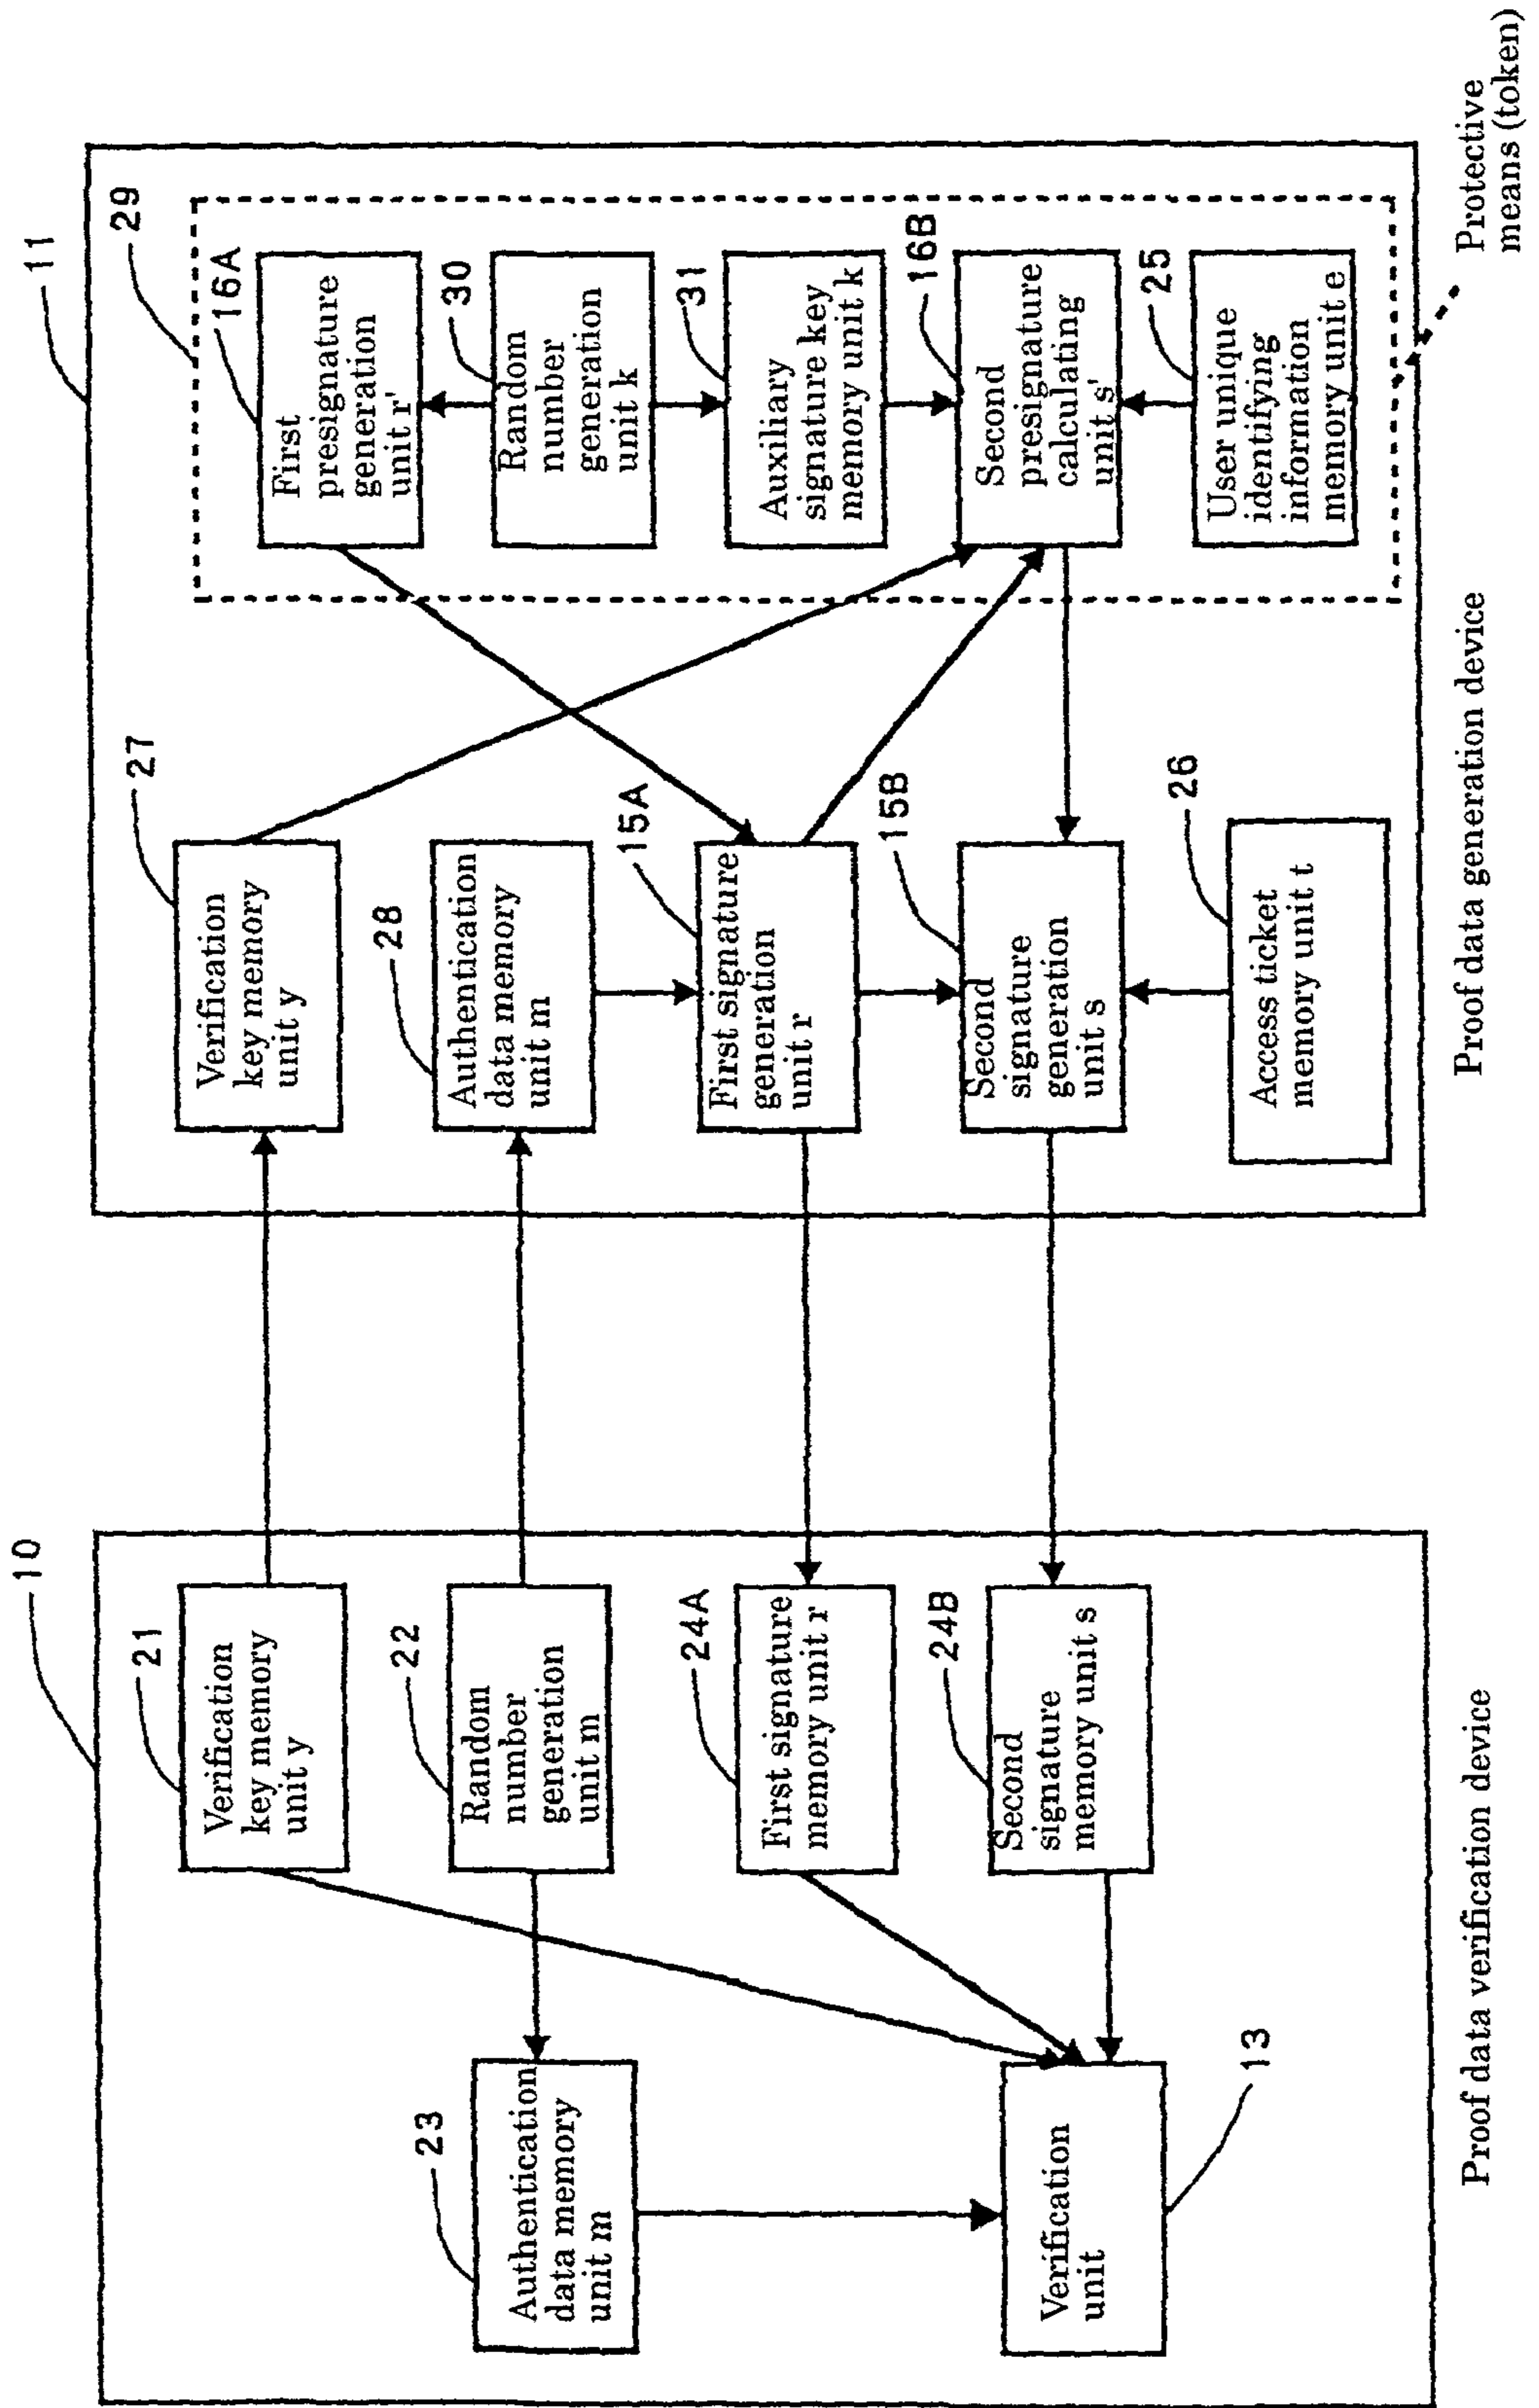 10
21
Verification
key memory
unit y
22
Random
number
generation
unit m
23
Authentication
data memory
unit m
24A
First signature
memory unit r
24B
Second
signature
memory unit s
Verification
unit
13
Proof data verification device
11
27
Verification
key memory
unit y
28
Authentication
data memory
unit m
15A
First signature
generation
unit r
15B
Second
signature
generation
unit s
26
Access ticket
memory unit t
29
16A
First
presignature
generation
unit r'
30
Random
number
generation
unit k
31
Auxiliary
signature key
memory unit k
16B
Second
presignature
calculating
unit s'
25
User unique
identifying
information
memory unit e
Proof data generation device
Protective
means (token)